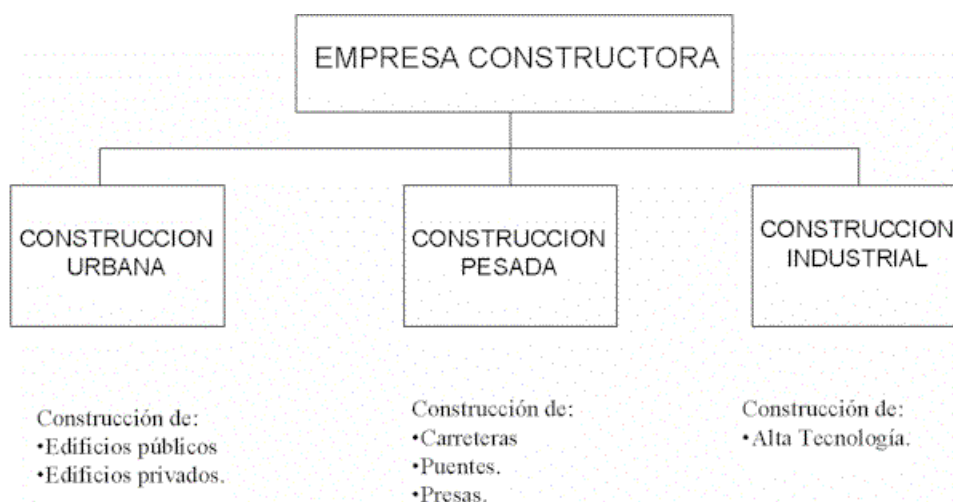 EMPRESA CONSTRUCTORA
CONSTRUCCION
URBANA
CONSTRUCCION
PESADA
CONSTRUCCION
INDUSTRIAL
Construcción de:
•Edificios públicos
•Edificios privados.
Construcción de:
•Carreteras
•Puentes.
•Presas.
Construcción de:
•Alta Tecnología.